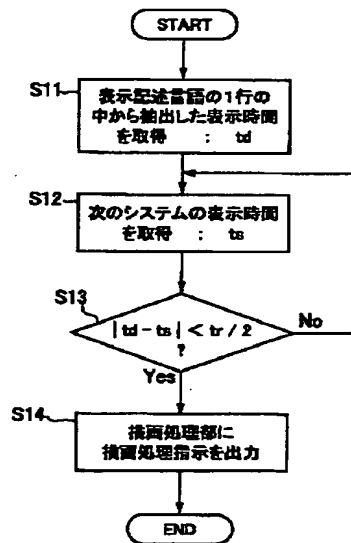 START
S11
表示記述言語の1行の
中から抽出した表示時間
を取得 : td
S12
次のシステムの表示時間
を取得 : ts
S13
|td-ts| < tr / 2
?
No
Yes
S14
描画処理部に
描画処理指示を出力
END